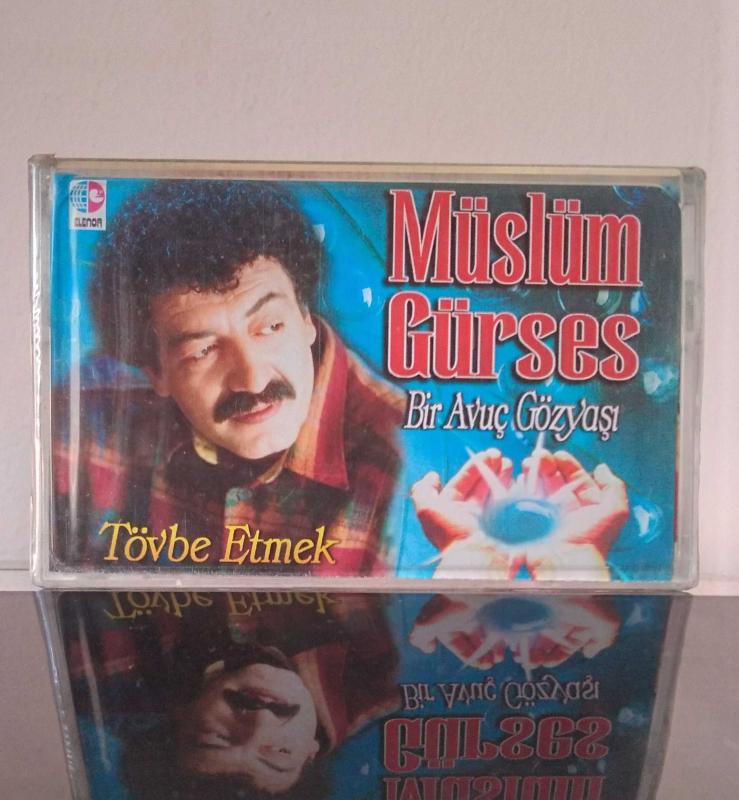 ELENOR
Müslüm
Gürses
Bir Avuç Gözyaşı
Tövbe Etmek